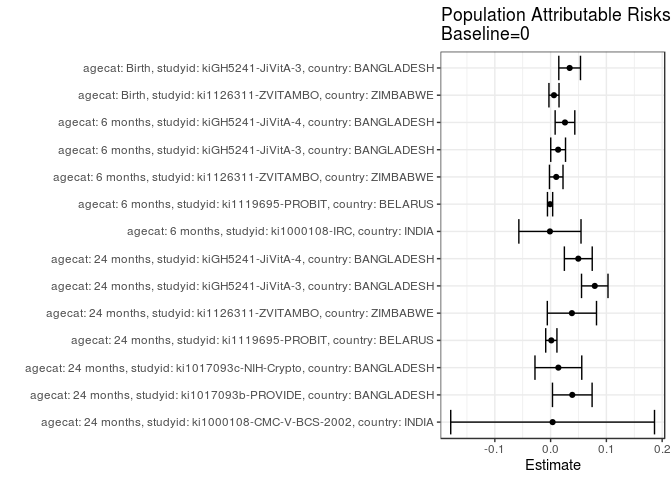 Population Attributable Risks
Baseline=0
agecat: Birth, studyid: kiGH5241-JiVitA-3, country: BANGLADESH
agecat: Birth, studyid: ki1126311-ZVITAMBO, country: ZIMBABWE
agecat: 6 months, studyid: kiGH5241-JiVitA-4, country: BANGLADESH
agecat: 6 months, studyid: kiGH5241-JiVitA-3, country: BANGLADESH
agecat: 6 months, studyid: ki1126311-ZVITAMBO, country: ZIMBABWE
agecat: 6 months, studyid: ki1119695-PROBIT, country: BELARUS
agecat: 6 months, studyid: ki1000108-IRC, country: INDIA
agecat: 24 months, studyid: kiGH5241-JiVitA-4, country: BANGLADESH
agecat: 24 months, studyid: kiGH5241-JiVitA-3, country: BANGLADESH
agecat: 24 months, studyid: ki1126311-ZVITAMBO, country: ZIMBABWE
agecat: 24 months, studyid: ki1119695-PROBIT, country: BELARUS
agecat: 24 months, studyid: ki1017093c-NIH-Crypto, country: BANGLADESH
agecat: 24 months, studyid: ki1017093b-PROVIDE, country: BANGLADESH
agecat: 24 months, studyid: ki1000108-CMC-V-BCS-2002, country: INDIA
-0.1 0.0 0.1 0.2
Estimate